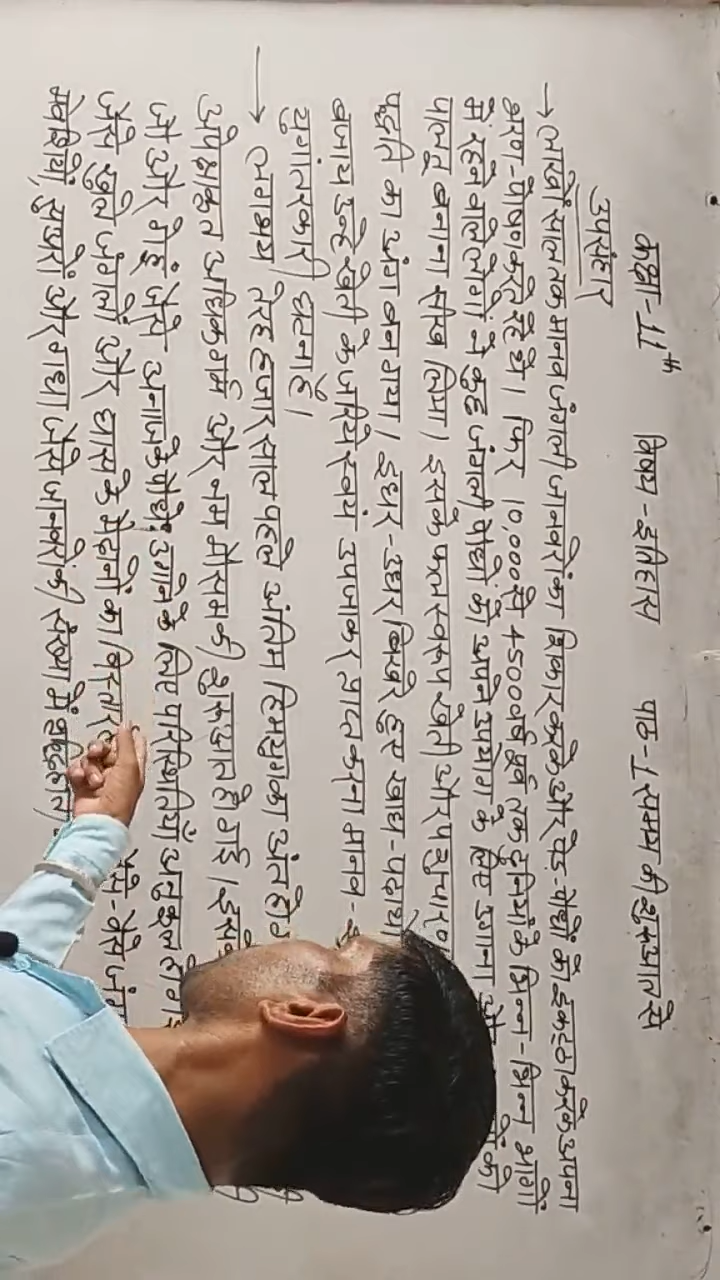 कक्षा-11th विषय-इतिहास पाठ-1 समय की शुरुआत से
उपसंहार
→ लाखों साल तक मानव जंगली जानवरों का शिकार करके और पेड़-पौधों को इकट्ठा करके अपना
भरण-पोषण करते रहे थे। फिर 10,000 से 4500 वर्ष पूर्व तक दुनियाँ के भिन्न-भिन्न भागों
में रहने वाले लोगों ने कुछ जंगली पौधों को अपने उपयोग के लिए उगाना को
पालतू बनाना सीख लिया। इसके फलस्वरूप खेती और पशुचारण
पद्धति का अंग बन गया। इधर-उधर बिखरे हुए खाद्य-पदार्थो
बजाय उन्हें खेती के जरिये स्वयं उपजाकर प्राप्त करना मानव-
युगांतरकारी घटना है।
→ लगभग तेरह हजार साल पहले अंतिम हिमयुग का अंत हो
अपेक्षाकृत अधिक गर्म और नम मौसम की शुरुआत हो गई। इस
जौ और गेहूं जैसे अनाज के पौधे उगाने के लिए परिस्थितियाँ अनुकूल हो
जैसे खुले जंगलों और घास के मैदानों का विस्तार
भेड़ियों, सुअरों और गधा जैसे जानवरों की संख्या में वृद्धि